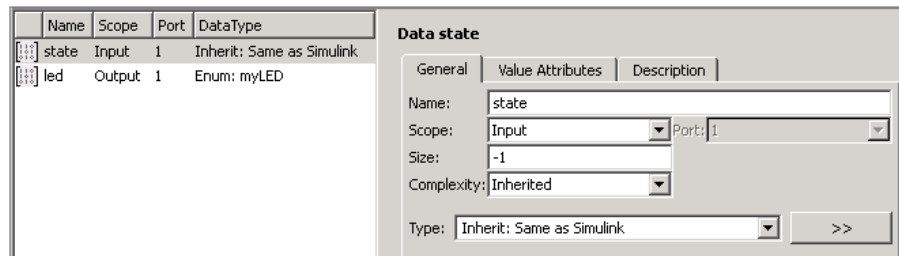 Name Scope Port DataType
state Input 1 Inherit: Same as Simulink
led Output 1 Enum: myLED
Data state
General Value Attributes Description
Name: state
Scope: Input Port: 1
Size: -1
Complexity: Inherited
Type: Inherit: Same as Simulink >>